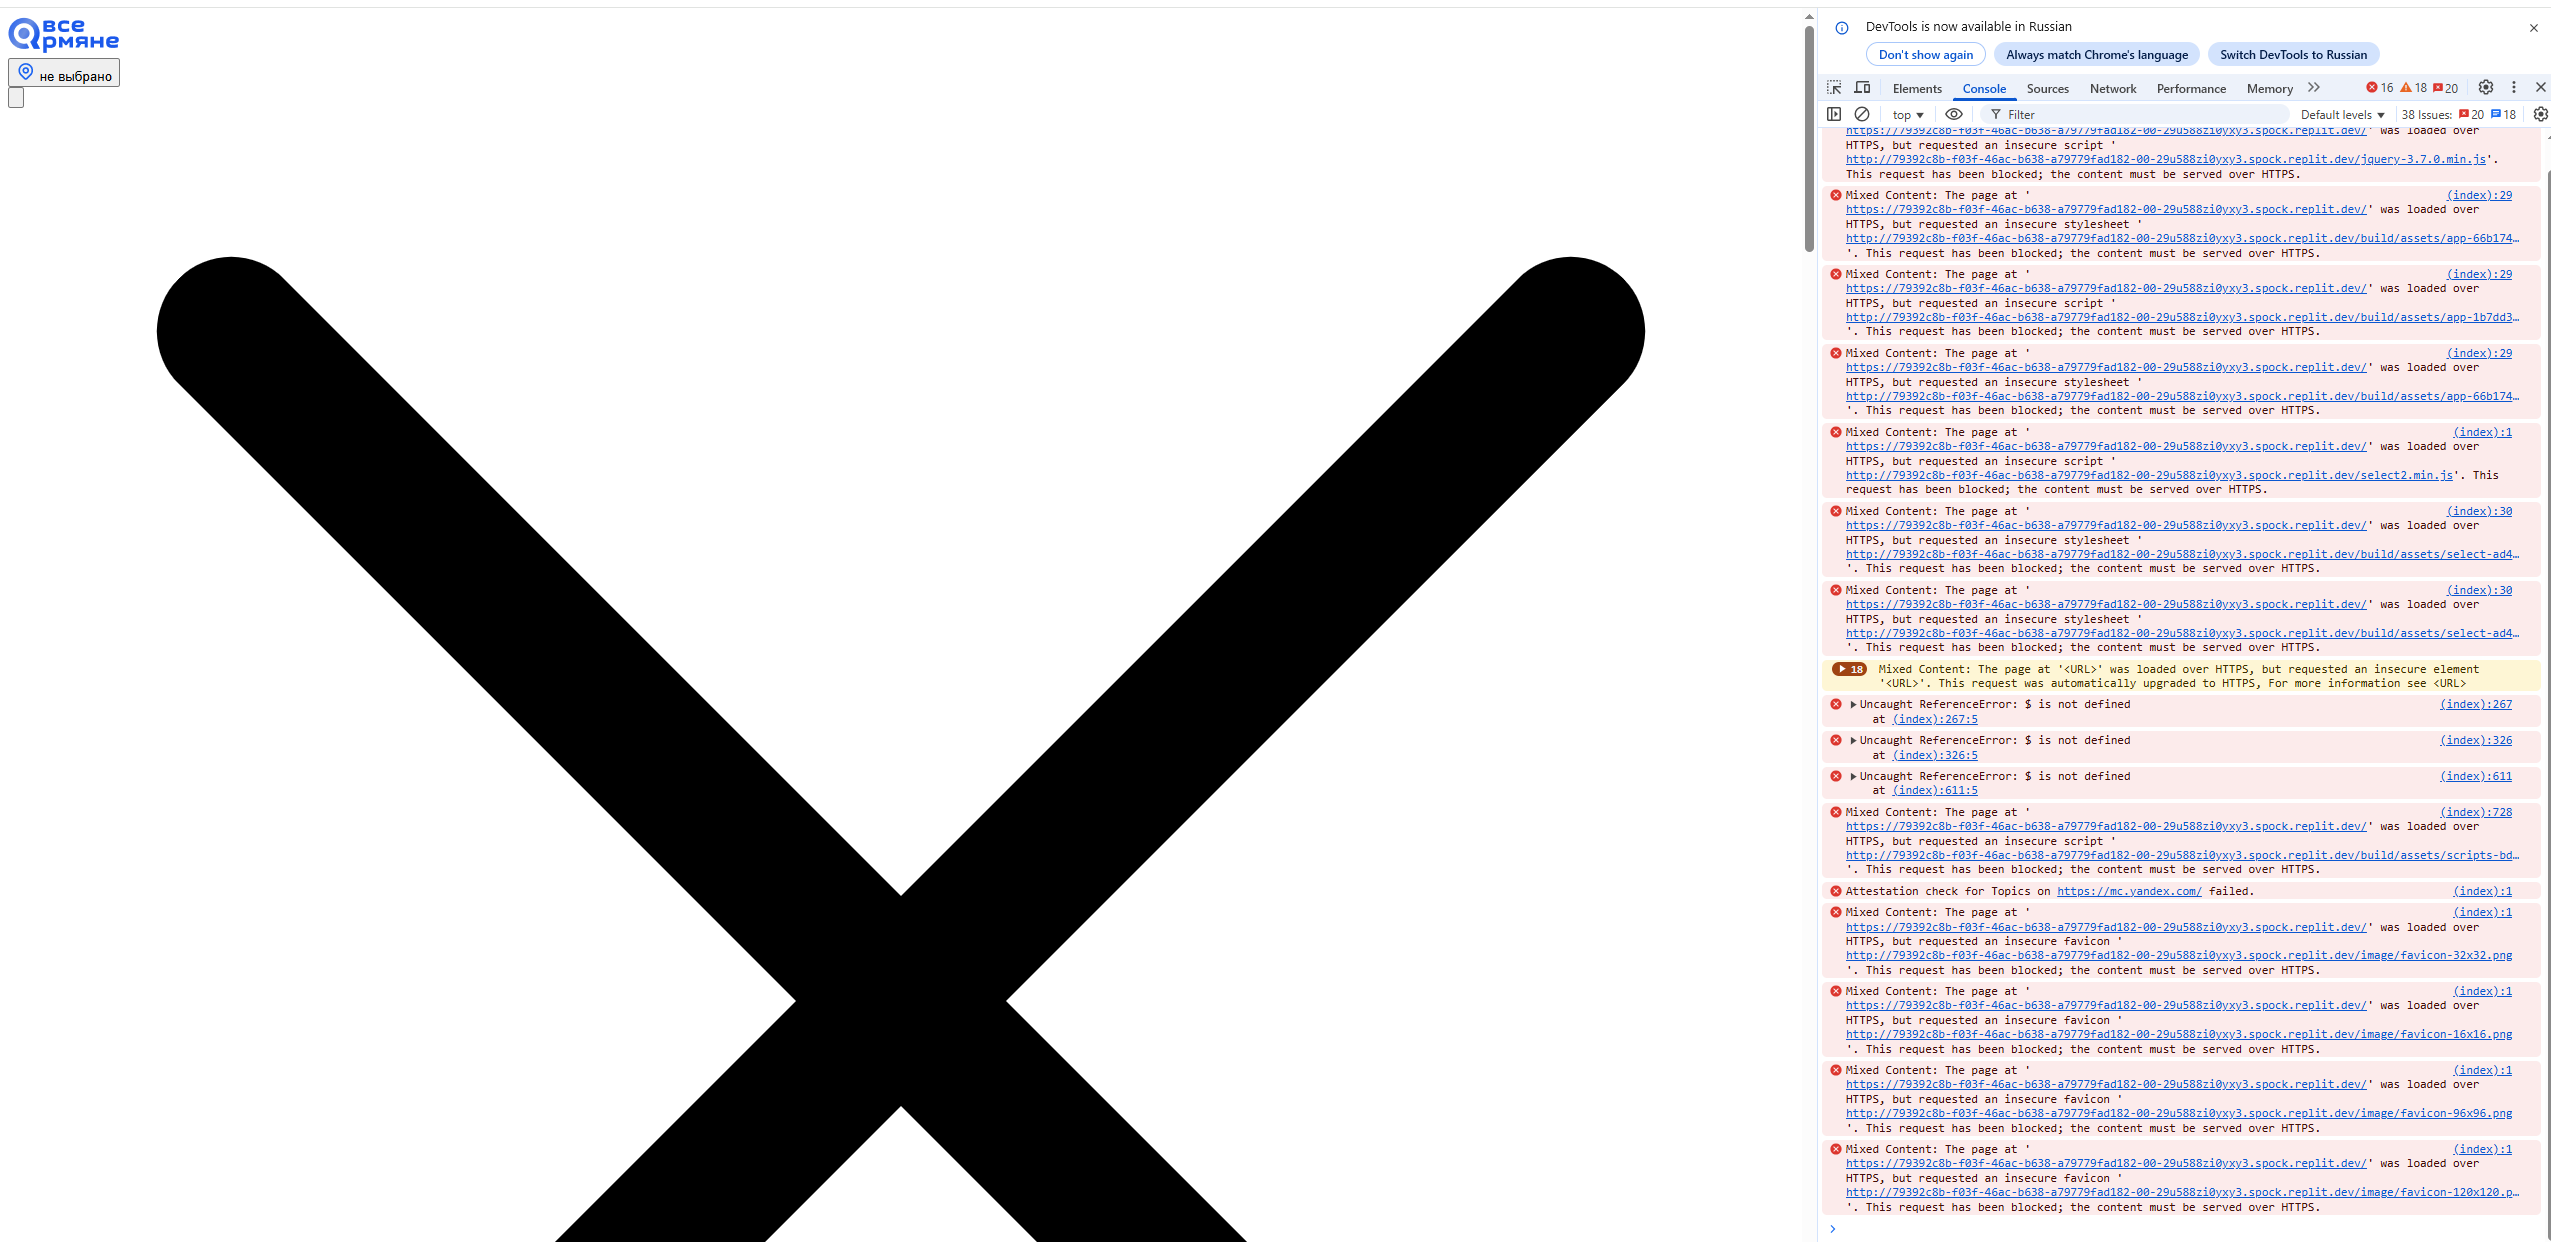 все
армяне
не выбрано
DevTools is now available in Russian
Don't show again
Always match Chrome's language
Switch DevTools to Russian
Elements Console Sources Network Performance Memory 16 18 20
top Filter Default levels 38 Issues: 20 18
https://79392c8b-f03f-46ac-b638-a79779fad182-00-29u588zi0yxy3.spock.replit.dev/' was loaded over
HTTPS, but requested an insecure script '
http://79392c8b-f03f-46ac-b638-a79779fad182-00-29u588zi0yxy3.spock.replit.dev/jquery-3.7.0.min.js'.
This request has been blocked; the content must be served over HTTPS.
Mixed Content: The page at ' (index):29
https://79392c8b-f03f-46ac-b638-a79779fad182-00-29u588zi0yxy3.spock.replit.dev/' was loaded over
HTTPS, but requested an insecure stylesheet '
http://79392c8b-f03f-46ac-b638-a79779fad182-00-29u588zi0yxy3.spock.replit.dev/build/assets/app-66b174…
'. This request has been blocked; the content must be served over HTTPS.
Mixed Content: The page at ' (index):29
https://79392c8b-f03f-46ac-b638-a79779fad182-00-29u588zi0yxy3.spock.replit.dev/' was loaded over
HTTPS, but requested an insecure script '
http://79392c8b-f03f-46ac-b638-a79779fad182-00-29u588zi0yxy3.spock.replit.dev/build/assets/app-1b7dd3…
'. This request has been blocked; the content must be served over HTTPS.
Mixed Content: The page at ' (index):29
https://79392c8b-f03f-46ac-b638-a79779fad182-00-29u588zi0yxy3.spock.replit.dev/' was loaded over
HTTPS, but requested an insecure stylesheet '
http://79392c8b-f03f-46ac-b638-a79779fad182-00-29u588zi0yxy3.spock.replit.dev/build/assets/app-66b174…
'. This request has been blocked; the content must be served over HTTPS.
Mixed Content: The page at ' (index):1
https://79392c8b-f03f-46ac-b638-a79779fad182-00-29u588zi0yxy3.spock.replit.dev/' was loaded over
HTTPS, but requested an insecure script '
http://79392c8b-f03f-46ac-b638-a79779fad182-00-29u588zi0yxy3.spock.replit.dev/select2.min.js'. This
request has been blocked; the content must be served over HTTPS.
Mixed Content: The page at ' (index):30
https://79392c8b-f03f-46ac-b638-a79779fad182-00-29u588zi0yxy3.spock.replit.dev/' was loaded over
HTTPS, but requested an insecure stylesheet '
http://79392c8b-f03f-46ac-b638-a79779fad182-00-29u588zi0yxy3.spock.replit.dev/build/assets/select-ad4…
'. This request has been blocked; the content must be served over HTTPS.
Mixed Content: The page at ' (index):30
https://79392c8b-f03f-46ac-b638-a79779fad182-00-29u588zi0yxy3.spock.replit.dev/' was loaded over
HTTPS, but requested an insecure stylesheet '
http://79392c8b-f03f-46ac-b638-a79779fad182-00-29u588zi0yxy3.spock.replit.dev/build/assets/select-ad4…
'. This request has been blocked; the content must be served over HTTPS.
18 Mixed Content: The page at '<URL>' was loaded over HTTPS, but requested an insecure element
'<URL>'. This request was automatically upgraded to HTTPS, For more information see <URL>
Uncaught ReferenceError: $ is not defined (index):267
at (index):267:5
Uncaught ReferenceError: $ is not defined (index):326
at (index):326:5
Uncaught ReferenceError: $ is not defined (index):611
at (index):611:5
Mixed Content: The page at ' (index):728
https://79392c8b-f03f-46ac-b638-a79779fad182-00-29u588zi0yxy3.spock.replit.dev/' was loaded over
HTTPS, but requested an insecure script '
http://79392c8b-f03f-46ac-b638-a79779fad182-00-29u588zi0yxy3.spock.replit.dev/build/assets/scripts-bd…
'. This request has been blocked; the content must be served over HTTPS.
Attestation check for Topics on https://mc.yandex.com/ failed. (index):1
Mixed Content: The page at ' (index):1
https://79392c8b-f03f-46ac-b638-a79779fad182-00-29u588zi0yxy3.spock.replit.dev/' was loaded over
HTTPS, but requested an insecure favicon '
http://79392c8b-f03f-46ac-b638-a79779fad182-00-29u588zi0yxy3.spock.replit.dev/image/favicon-32x32.png
'. This request has been blocked; the content must be served over HTTPS.
Mixed Content: The page at ' (index):1
https://79392c8b-f03f-46ac-b638-a79779fad182-00-29u588zi0yxy3.spock.replit.dev/' was loaded over
HTTPS, but requested an insecure favicon '
http://79392c8b-f03f-46ac-b638-a79779fad182-00-29u588zi0yxy3.spock.replit.dev/image/favicon-16x16.png
'. This request has been blocked; the content must be served over HTTPS.
Mixed Content: The page at ' (index):1
https://79392c8b-f03f-46ac-b638-a79779fad182-00-29u588zi0yxy3.spock.replit.dev/' was loaded over
HTTPS, but requested an insecure favicon '
http://79392c8b-f03f-46ac-b638-a79779fad182-00-29u588zi0yxy3.spock.replit.dev/image/favicon-96x96.png
'. This request has been blocked; the content must be served over HTTPS.
Mixed Content: The page at ' (index):1
https://79392c8b-f03f-46ac-b638-a79779fad182-00-29u588zi0yxy3.spock.replit.dev/' was loaded over
HTTPS, but requested an insecure favicon '
http://79392c8b-f03f-46ac-b638-a79779fad182-00-29u588zi0yxy3.spock.replit.dev/image/favicon-120x120.p…
'. This request has been blocked; the content must be served over HTTPS.